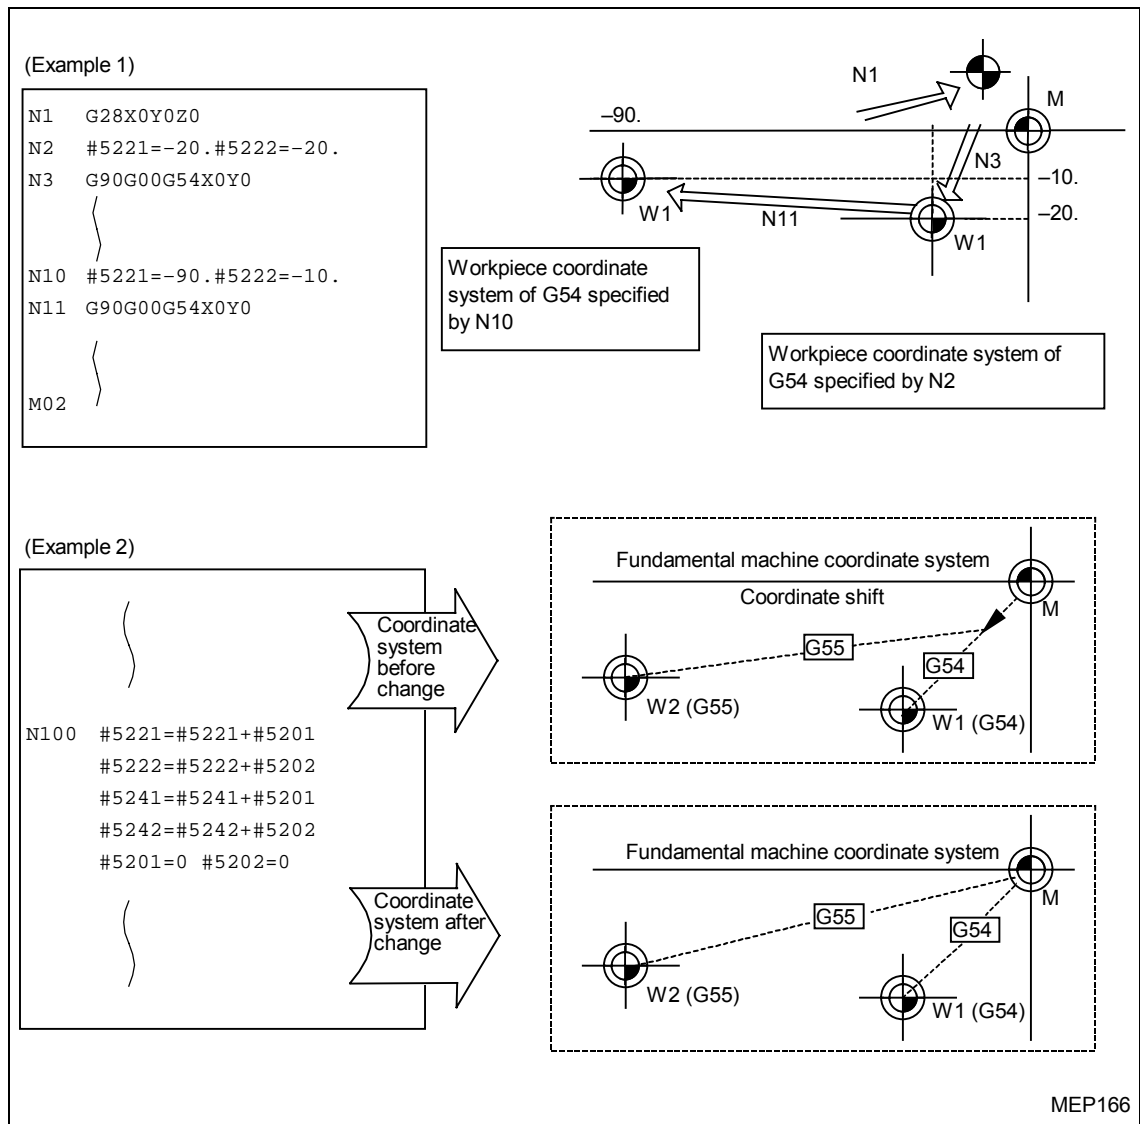 (Example 1)
N1 G28X0Y0Z0
N2 #5221=–20.#5222=–20.
N3 G90G00G54X0Y0
N10 #5221=–90.#5222=–10.
N11 G90G00G54X0Y0
M02
N1
M
–90.
N3
–10.
W1
N11
–20.
W1
Workpiece coordinate
system of G54 specified
by N10
Workpiece coordinate system of
G54 specified by N2
(Example 2)
N100 #5221=#5221+#5201
#5222=#5222+#5202
#5241=#5241+#5201
#5242=#5242+#5202
#5201=0 #5202=0
Coordinate
system
before
change
Fundamental machine coordinate system
Coordinate shift
M
G55
G54
W2 (G55)
W1 (G54)
Coordinate
system after
change
Fundamental machine coordinate system
M
G55
G54
W2 (G55)
W1 (G54)
MEP166